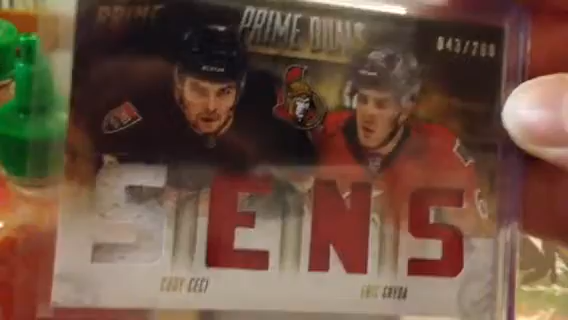 PRIME
PRIME DUALS
043/200
SENS
CODY CECI
ERIC GRYBA